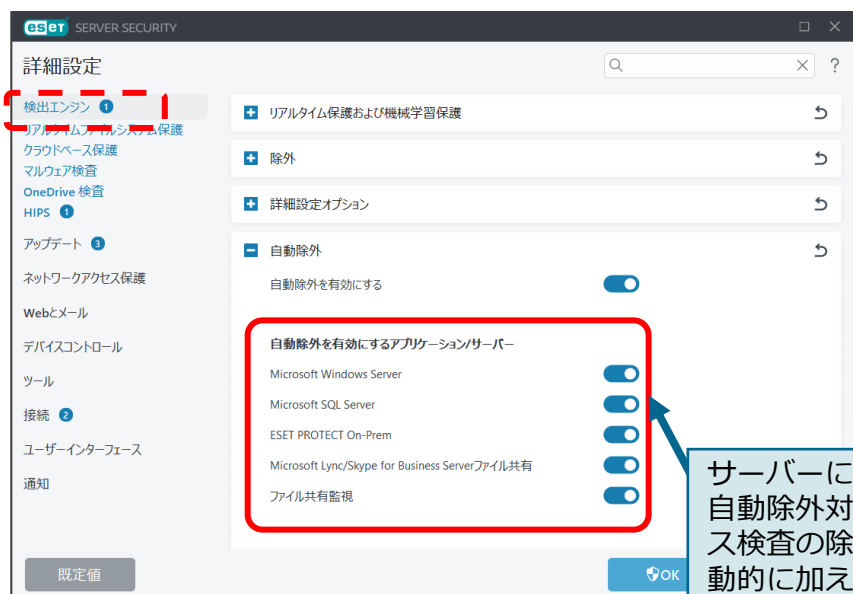 eset SERVER SECURITY
詳細設定
検出エンジン 1
リアルタイムファイルシステム保護
クラウドベース保護
マルウェア検査
OneDrive 検査
HIPS 1
アップデート 3
ネットワークアクセス保護
Webとメール
デバイスコントロール
ツール
接続 2
ユーザーインターフェース
通知
?
リアルタイム保護および機械学習保護
除外
詳細設定オプション
自動除外
自動除外を有効にする
自動除外を有効にするアプリケーション/サーバー
Microsoft Windows Server
Microsoft SQL Server
ESET PROTECT On-Prem
Microsoft Lync/Skype for Business Serverファイル共有
ファイル共有監視
サーバーに
自動除外対
ス検査の除
動的に加え
既定値
OK